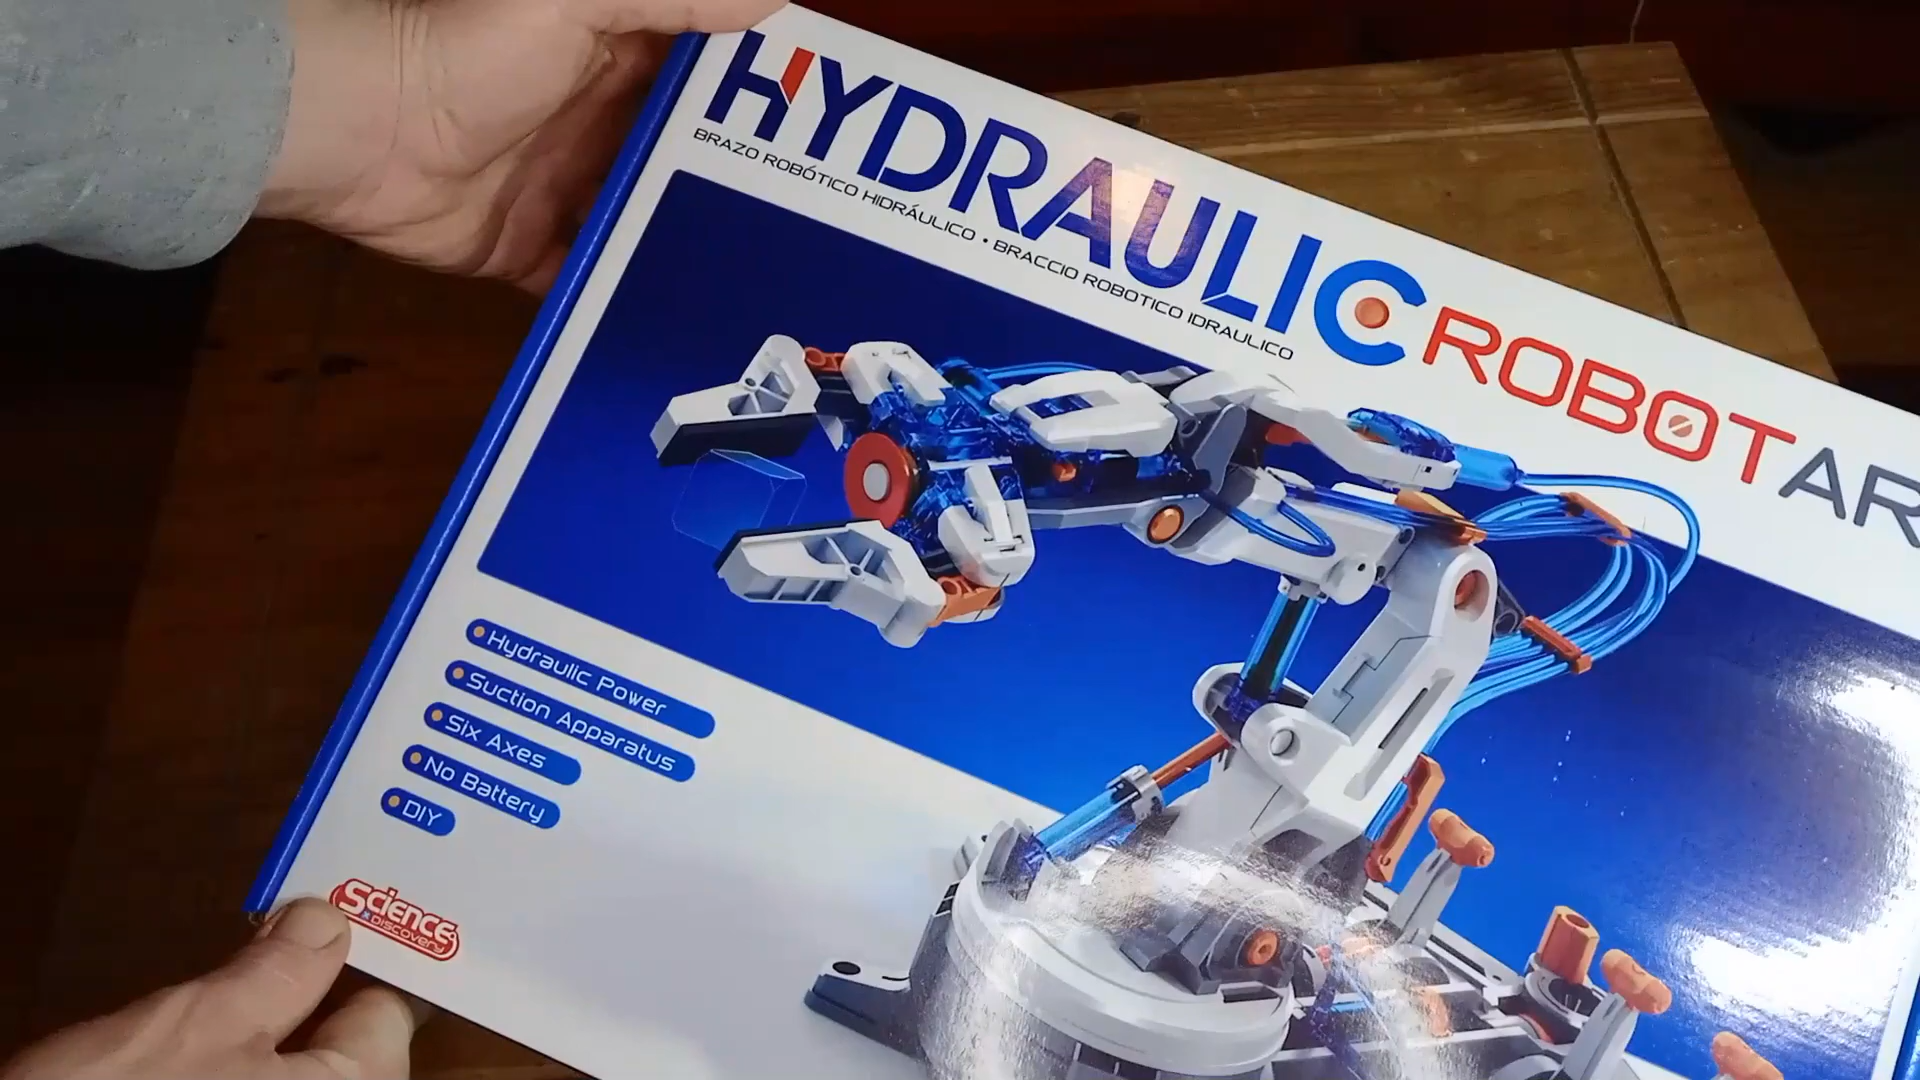 HYDRAULIC ROBOT AR
BRAZO ROBÓTICO HIDRÁULICO • BRACCIO ROBOTICO IDRAULICO
Hydraulic Power
Suction Apparatus
Six Axes
No Battery
DIY
Science
x DISCOVERY